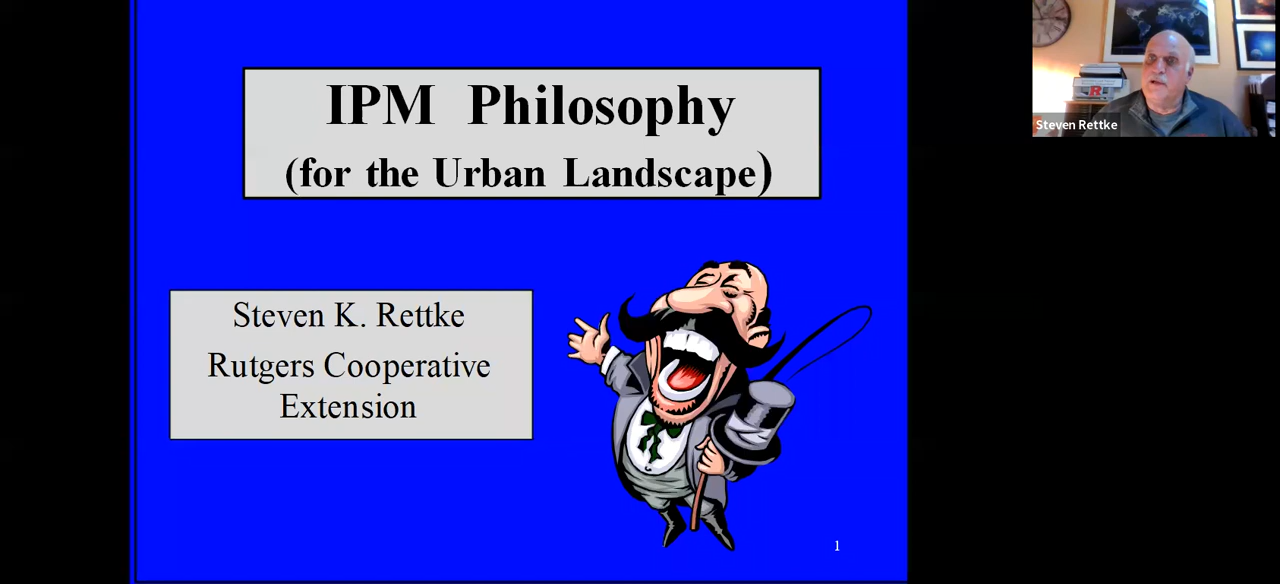 IPM Philosophy
(for the Urban Landscape)
Steven K. Rettke
Rutgers Cooperative
Extension
1
R
Steven Rettke